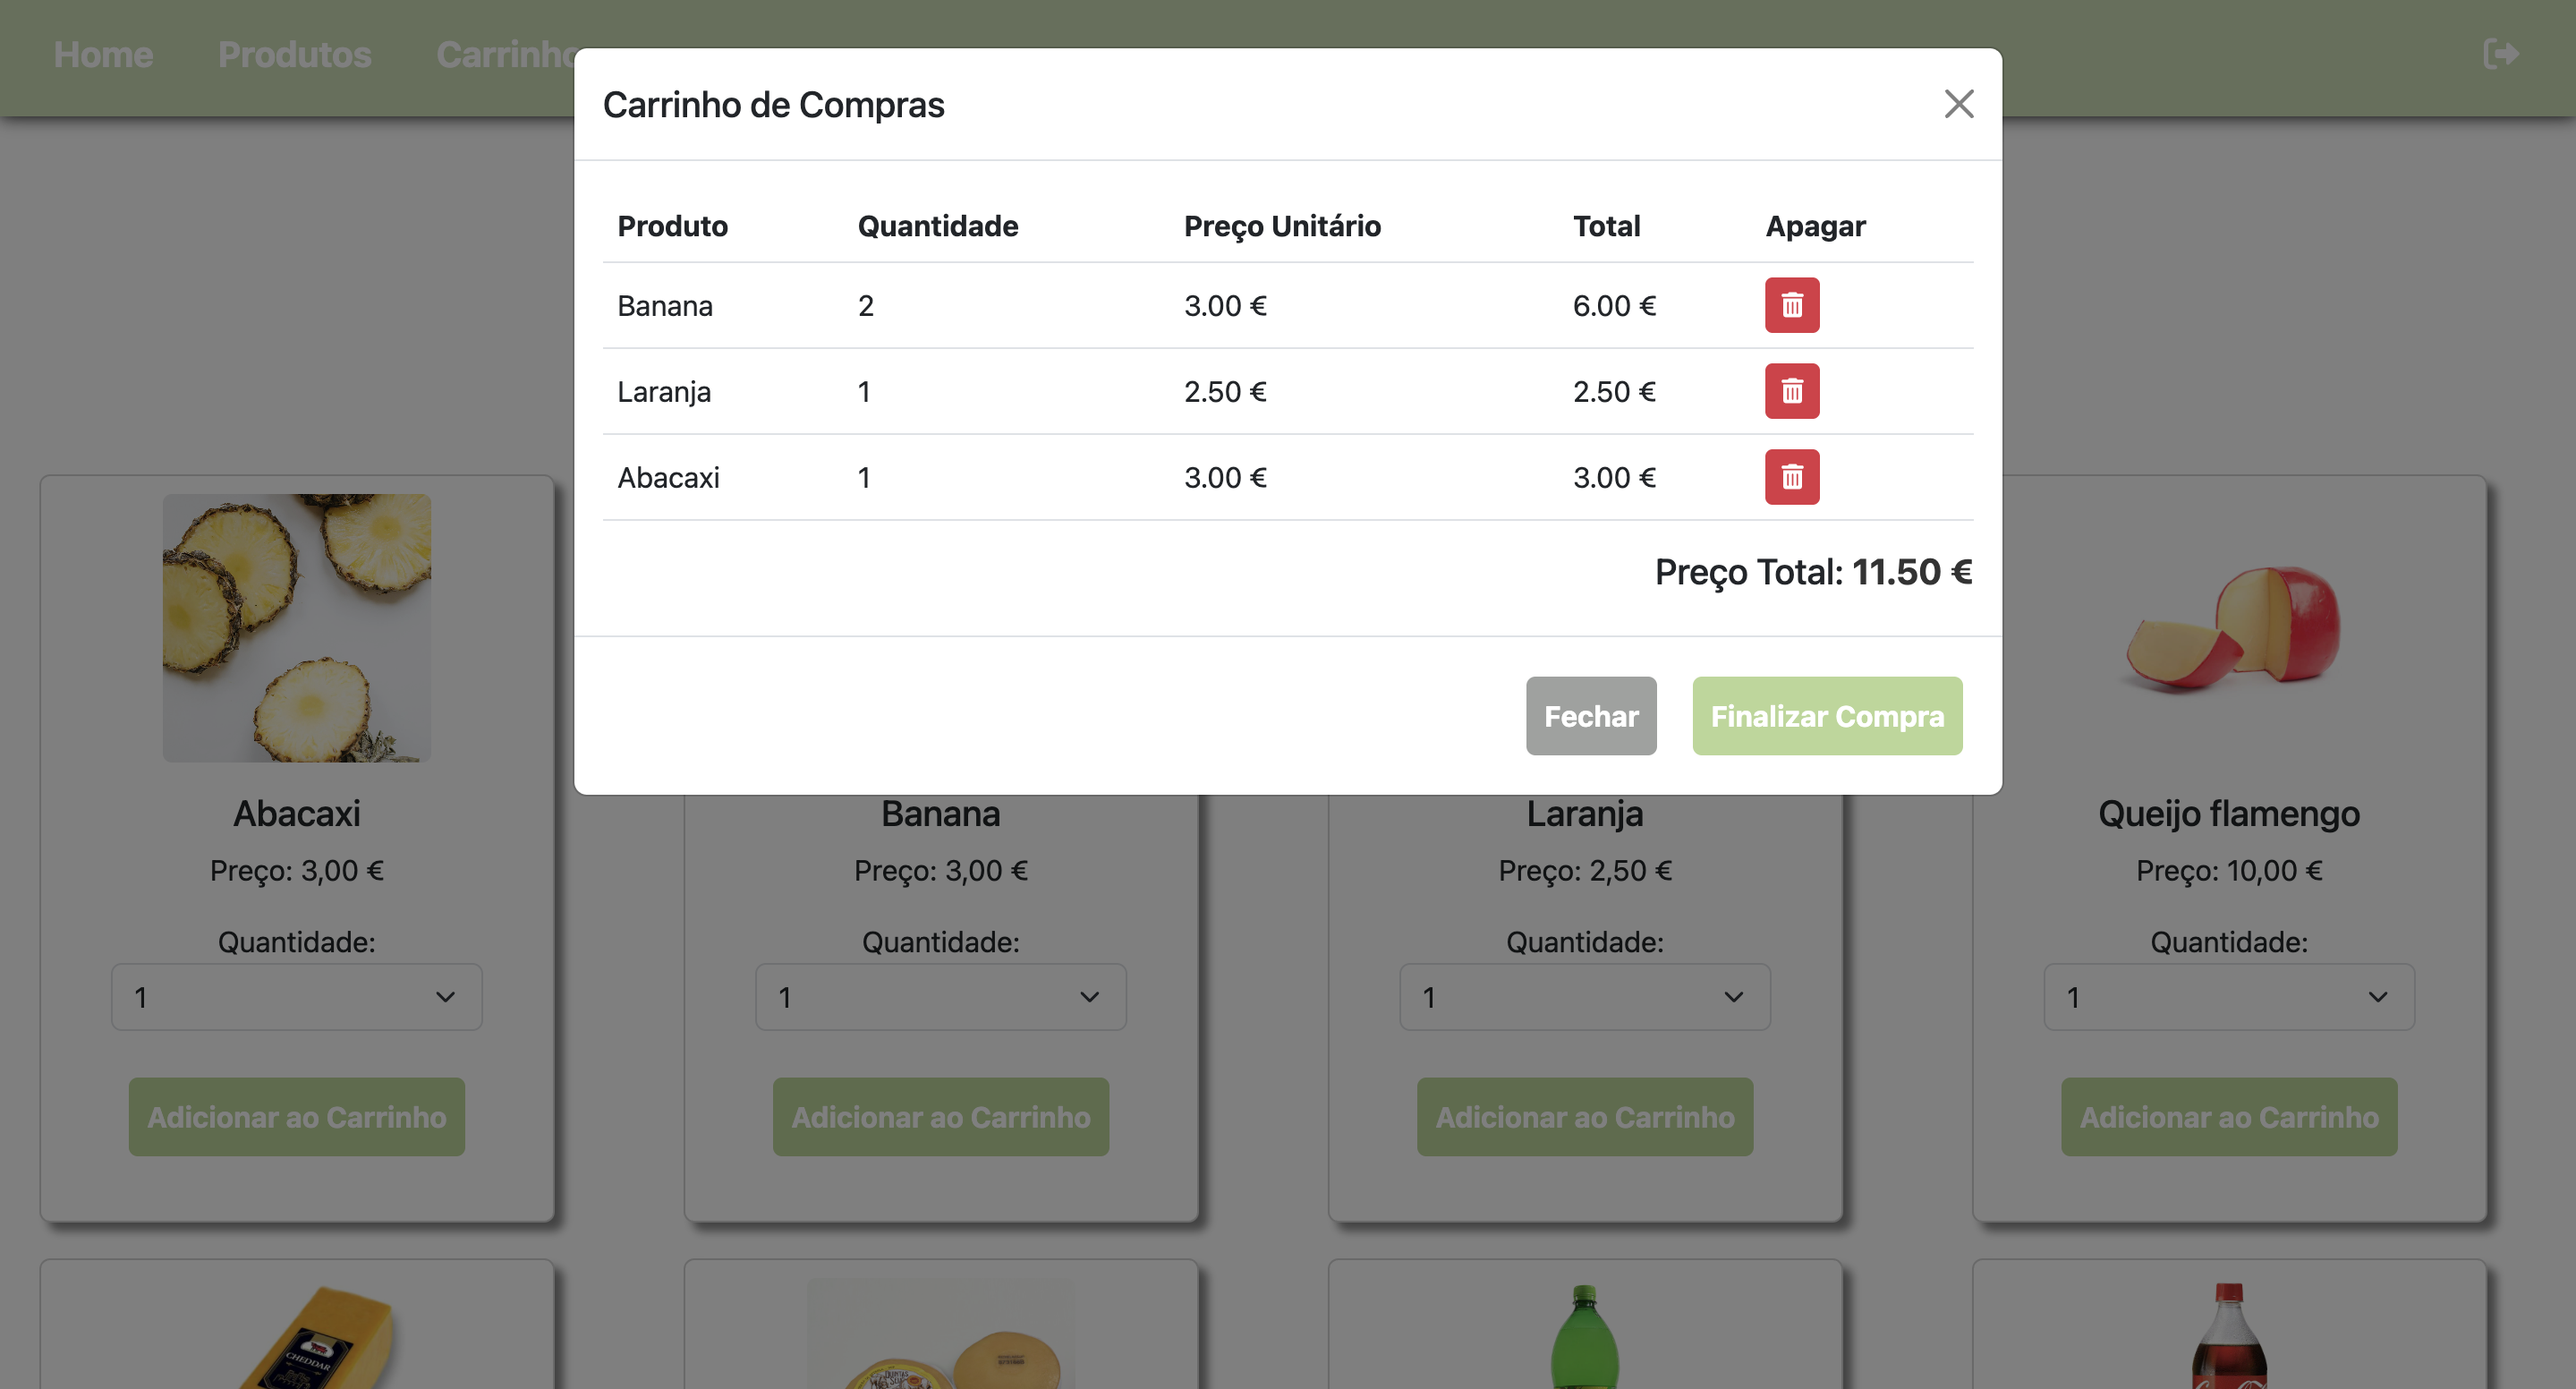 Home Produtos Carrinho
Carrinho de Compras
Produto Quantidade Preço Unitário Total Apagar
Banana 2 3.00 € 6.00 €
Laranja 1 2.50 € 2.50 €
Abacaxi 1 3.00 € 3.00 €
Preço Total: 11.50 €
Fechar Finalizar Compra
Abacaxi Banana Laranja Queijo flamengo
Preço: 3,00 € Preço: 3,00 € Preço: 2,50 € Preço: 10,00 €
Quantidade: Quantidade: Quantidade: Quantidade:
1 1 1 1
Adicionar ao Carrinho Adicionar ao Carrinho Adicionar ao Carrinho Adicionar ao Carrinho
CHEDDAR